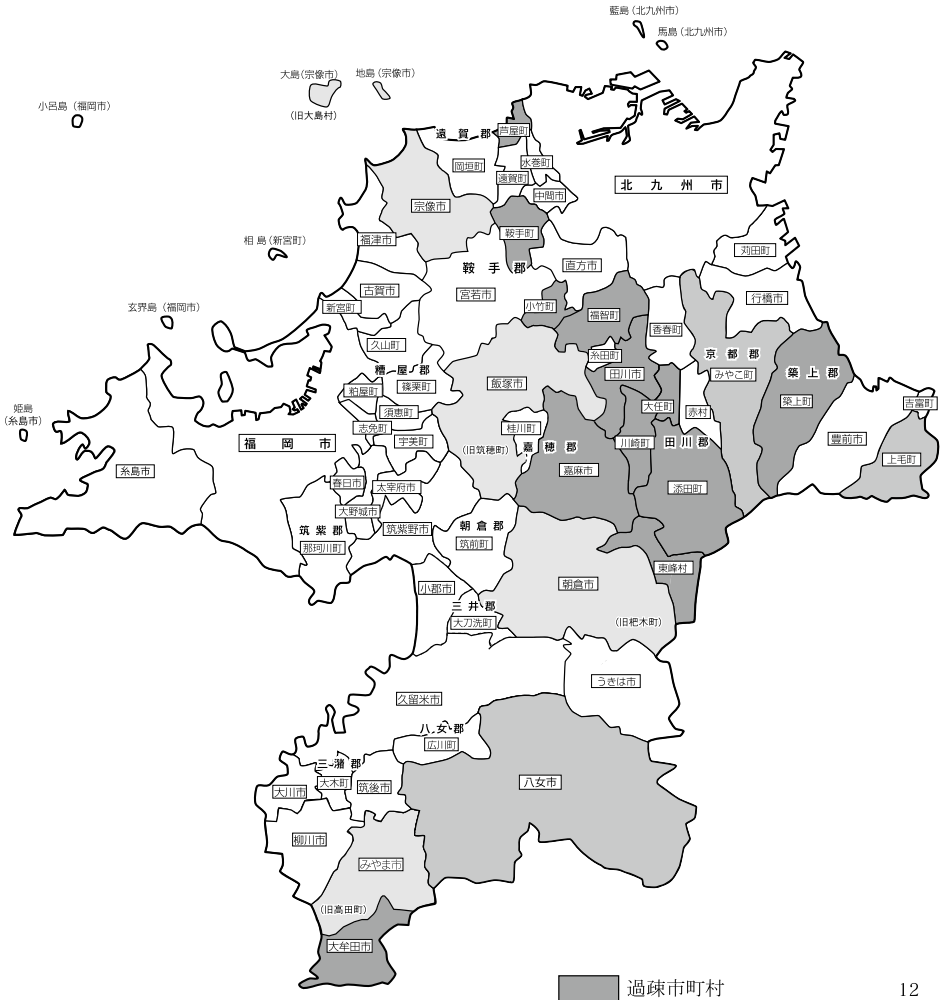 藍島(北九州市)
馬島(北九州市)
大島(宗像市)
地島(宗像市)
小呂島(福岡市)
(旧大島村)
遠賀郡
芦屋町
岡垣町
水巻町
遠賀町
中間市
北九州市
宗像市
鞍手町
福津市
相島(新宮町)
鞍手郡
直方市
苅田町
古賀市
宮若市
行橋市
新宮町
小竹町
玄界島(福岡市)
福智町
香春町
久山町
糸田町
京都郡
糟屋郡
田川市
みやこ町
築上郡
篠栗町
飯塚市
粕屋町
姫島
(糸島市)
須恵町
大任町
赤村
築上町
吉富町
志免町
桂川町
福岡市
宇美町
嘉穂郡
川崎町
田川郡
豊前市
(旧筑穂町)
上毛町
糸島市
嘉麻市
春日市
太宰府市
添田町
大野城市
筑紫郡
筑紫野市
朝倉郡
那珂川町
筑前町
東峰村
小郡市
朝倉市
三井郡
大刀洗町
(旧杷木町)
うきは市
久留米市
八女郡
広川町
三潴郡
大木町
筑後市
大川市
八女市
柳川市
みやま市
(旧高田町)
大牟田市
過疎市町村
12